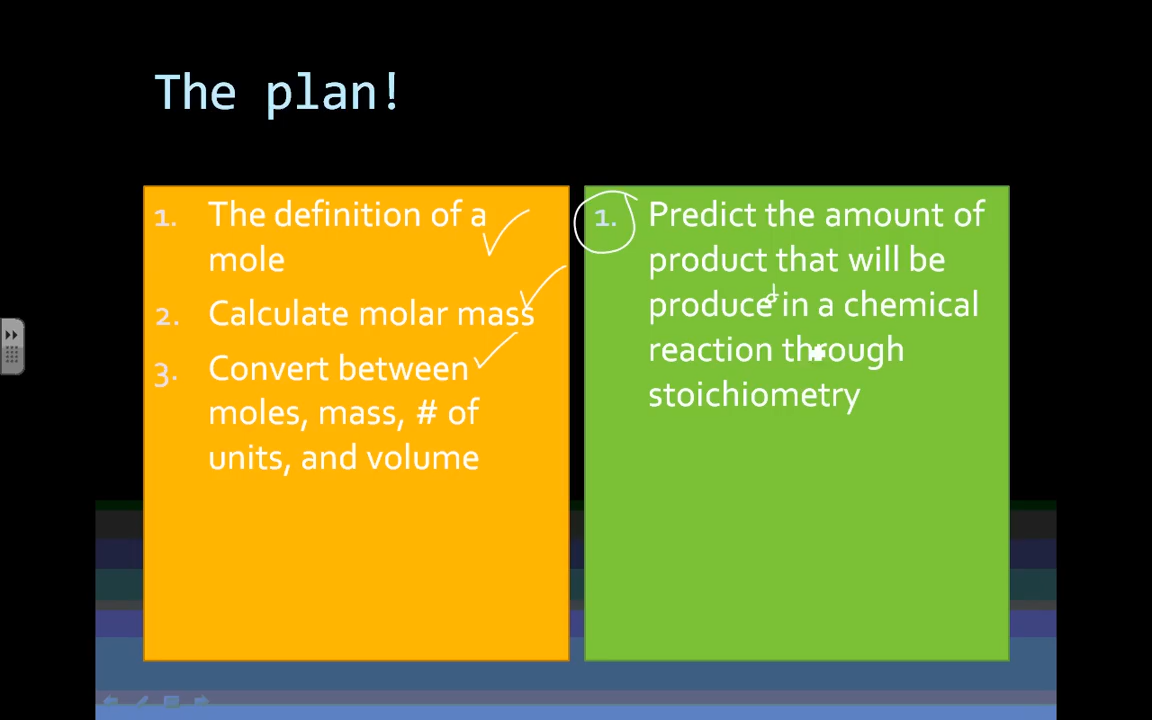 The plan!
1. The definition of a
mole
2. Calculate molar mass
3. Convert between
moles, mass, # of
units, and volume
1. Predict the amount of
product that will be
produced in a chemical
reaction through
stoichiometry